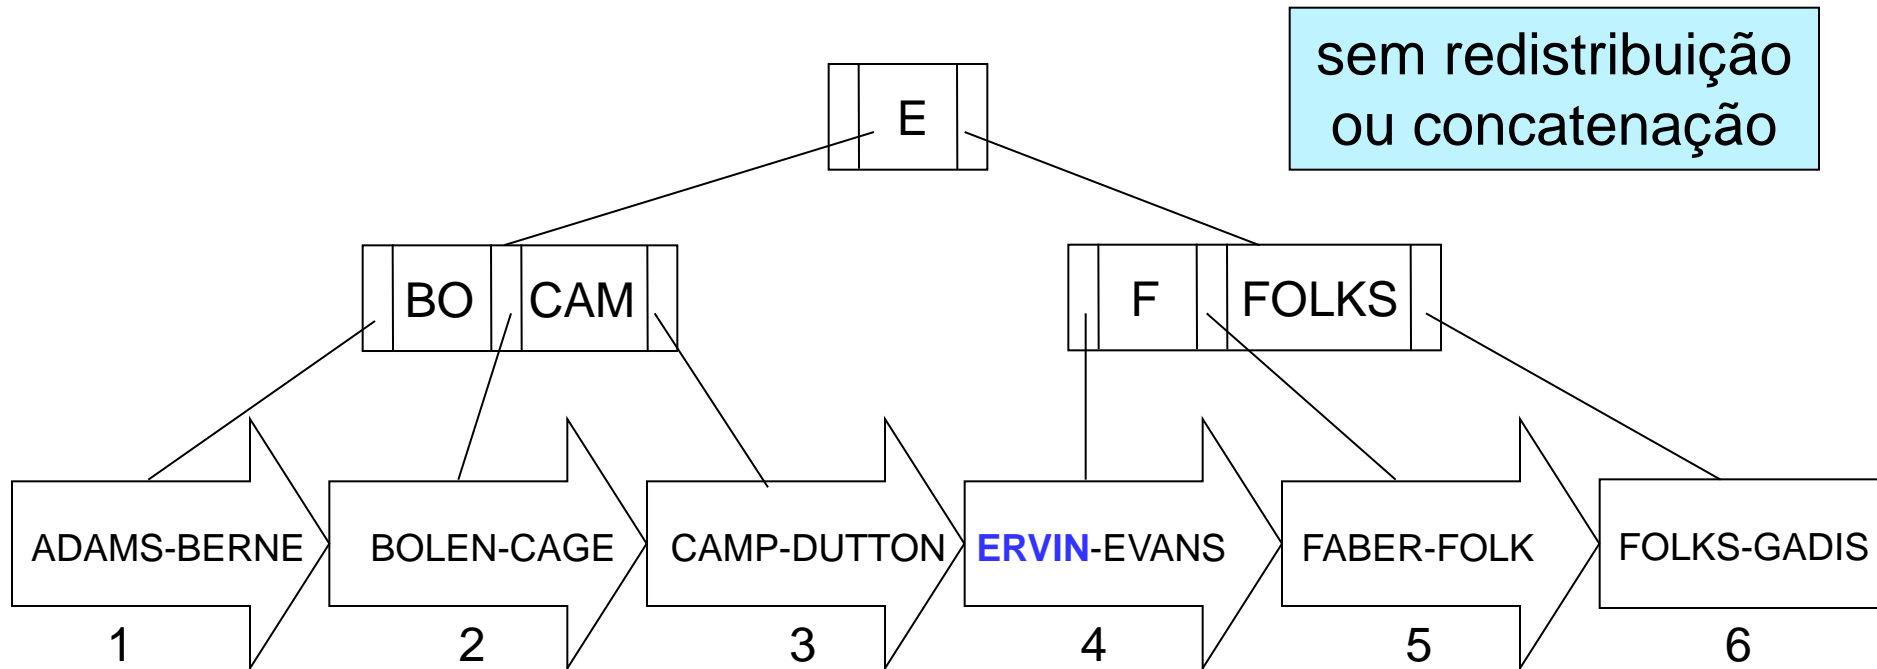 sem redistribuição
ou concatenação
E
BO CAM
F FOLKS
ADAMS-BERNE
BOLEN-CAGE
CAMP-DUTTON
ERVIN-EVANS
FABER-FOLK
FOLKS-GADIS
1 2 3 4 5 6